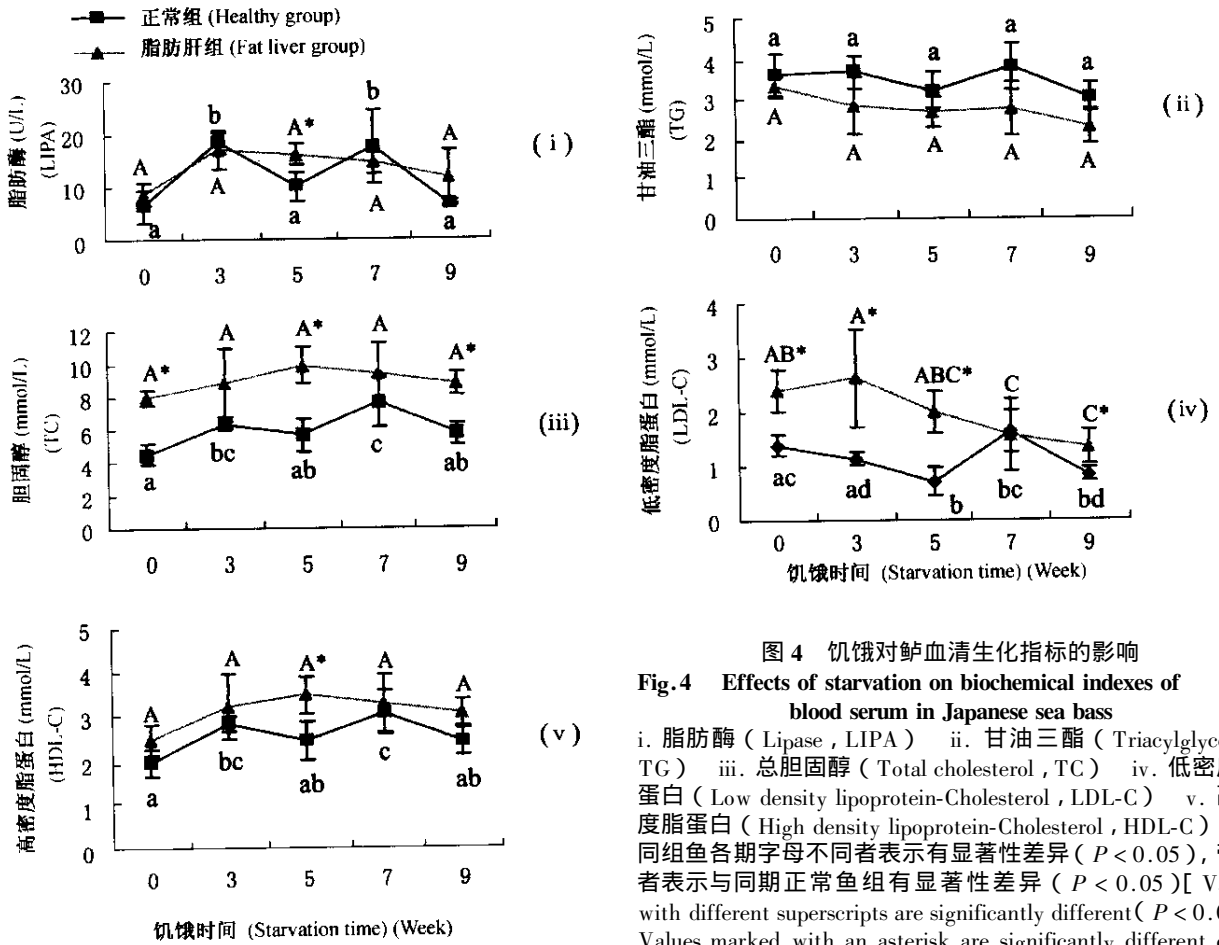 正常组 (Healthy group)
脂肪肝组 (Fat liver group)
脂肪酶 (U/L)
(LIPA)
30
20
10
0
A
a
b
A
A*
a
b
A
A
a
0
3
5
7
9
( i )
甘油三酯 (mmol/L)
(TG)
5
4
3
2
1
0
a
a
a
a
a
A
A
A
A
A
0
3
5
7
9
( ii )
胆固醇 (mmol/L)
(TC)
12
10
8
6
4
2
0
A*
A
A*
A
A*
a
bc
ab
c
ab
0
3
5
7
9
(iii)
低密度脂蛋白 (mmol/L)
(LDL-C)
4
3
2
1
0
AB*
A*
ABC*
C
C*
ac
ad
b
bc
bd
0
3
5
7
9
(iv)
饥饿时间 (Starvation time) (Week)
高密度脂蛋白 (mmol/L)
(HDL-C)
5
4
3
2
1
0
A
A
A*
A
A
a
bc
ab
c
ab
0
3
5
7
9
( v )
饥饿时间 (Starvation time) (Week)
图 4 饥饿对鲈血清生化指标的影响
Fig.4 Effects of starvation on biochemical indexes of
blood serum in Japanese sea bass
i. 脂肪酶 ( Lipase , LIPA ) ii. 甘油三酯 ( Triacylglyce
TG ) iii. 总胆固醇 ( Total cholesterol , TC ) iv. 低密
蛋白 ( Low density lipoprotein-Cholesterol , LDL-C ) v.
度脂蛋白 ( High density lipoprotein-Cholesterol , HDL-C )
同组鱼各期字母不同者表示有显著性差异 ( P < 0.05 ),
者表示与同期正常鱼组有显著性差异 ( P < 0.05 )[ V
with different superscripts are significantly different( P < 0.0
Values marked with an asterisk are significantly different